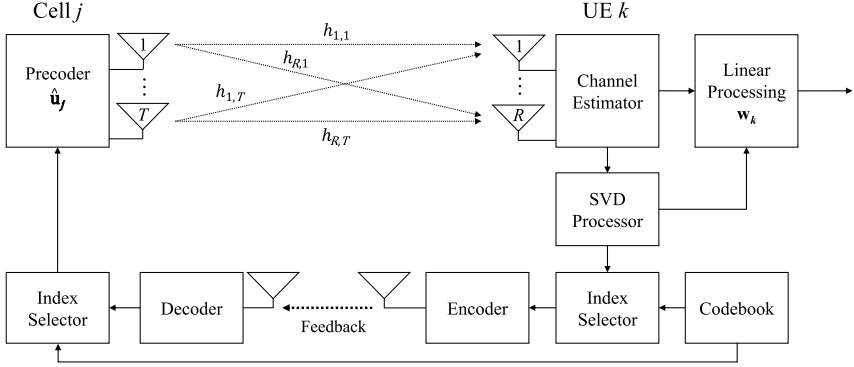 Cell j
UE k
Precoder
û_j
1
⋮
T
h_{1,1}
h_{R,1}
h_{1,T}
h_{R,T}
1
⋮
R
Channel
Estimator
Linear
Processing
w_k
SVD
Processor
Index
Selector
Decoder
Feedback
Encoder
Index
Selector
Codebook